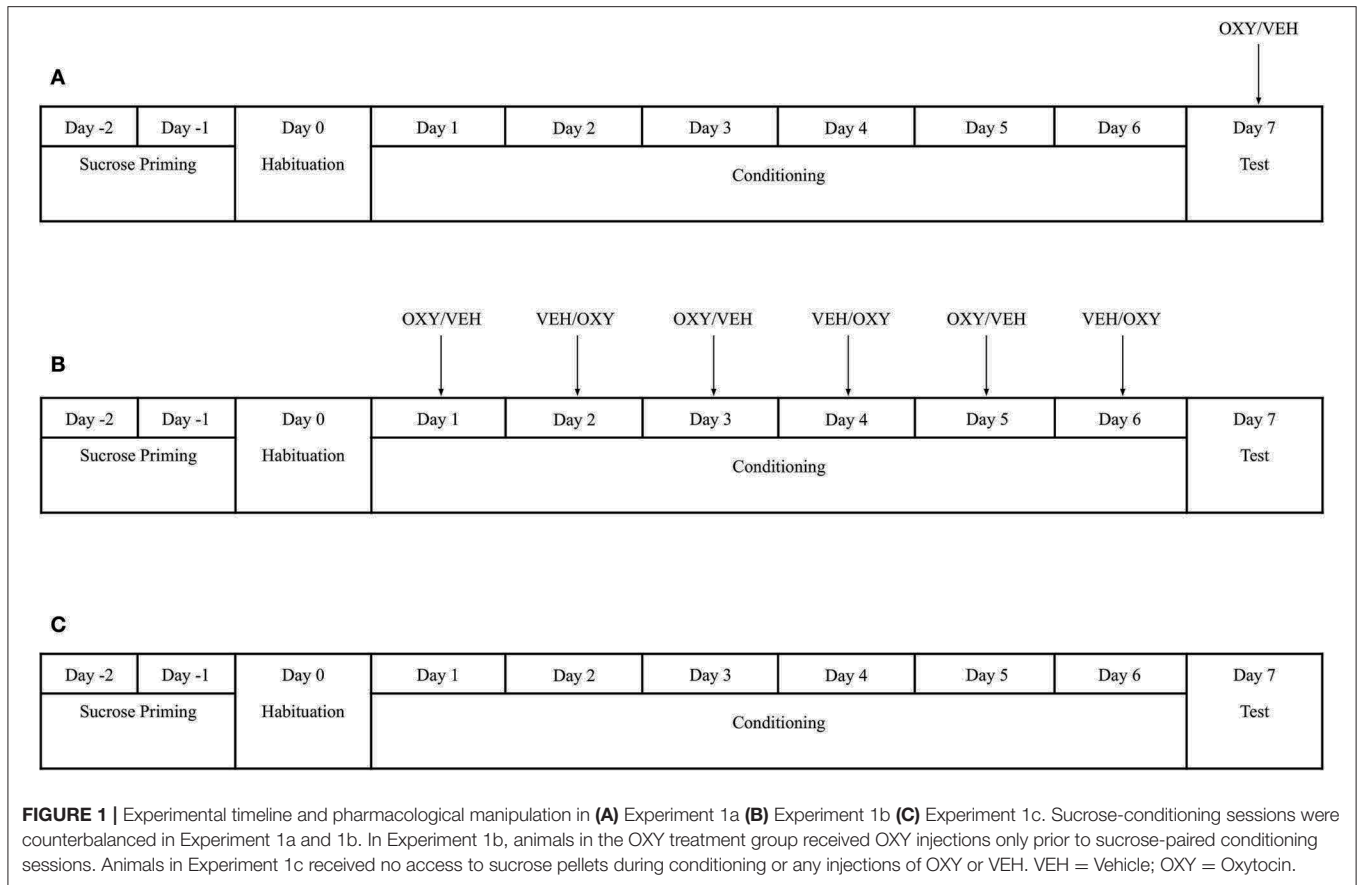 OXY/VEH
A
Day -2 Day -1 Day 0 Day 1 Day 2 Day 3 Day 4 Day 5 Day 6 Day 7
Sucrose Priming Habituation Conditioning Test
OXY/VEH VEH/OXY OXY/VEH VEH/OXY OXY/VEH VEH/OXY
B
Day -2 Day -1 Day 0 Day 1 Day 2 Day 3 Day 4 Day 5 Day 6 Day 7
Sucrose Priming Habituation Conditioning Test
C
Day -2 Day -1 Day 0 Day 1 Day 2 Day 3 Day 4 Day 5 Day 6 Day 7
Sucrose Priming Habituation Conditioning Test
FIGURE 1 | Experimental timeline and pharmacological manipulation in (A) Experiment 1a (B) Experiment 1b (C) Experiment 1c. Sucrose-conditioning sessions were
counterbalanced in Experiment 1a and 1b. In Experiment 1b, animals in the OXY treatment group received OXY injections only prior to sucrose-paired conditioning
sessions. Animals in Experiment 1c received no access to sucrose pellets during conditioning or any injections of OXY or VEH. VEH = Vehicle; OXY = Oxytocin.